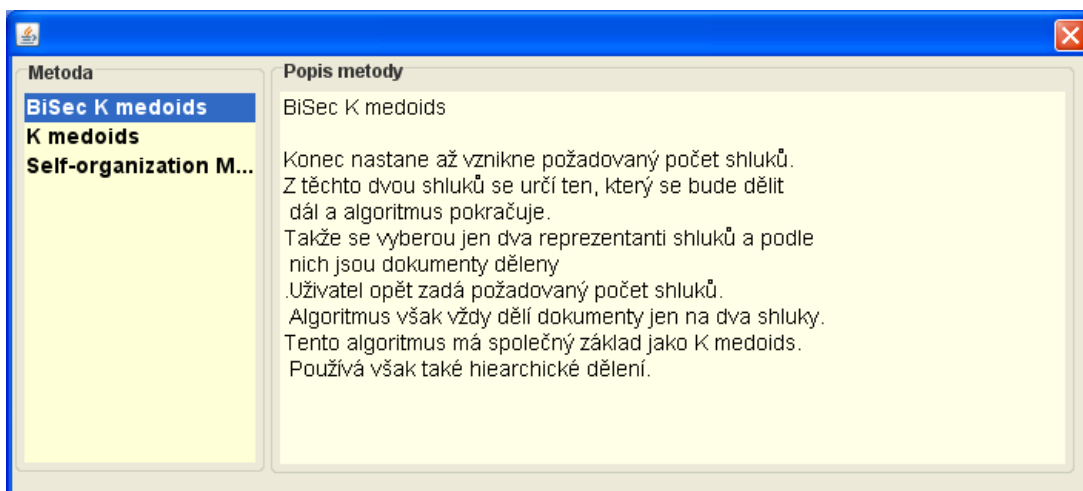 Metoda
BiSec K medoids
K medoids
Self-organization M...
Popis metody
BiSec K medoids
Konec nastane až vznikne požadovaný počet shluků.
Z těchto dvou shluků se určí ten, který se bude dělit
dál a algoritmus pokračuje.
Takže se vyberou jen dva reprezentanti shluků a podle
nich jsou dokumenty děleny
.Uživatel opět zadá požadovaný počet shluků.
Algoritmus však vždy dělí dokumenty jen na dva shluky.
Tento algoritmus má společný základ jako K medoids.
Používá však také hiearchické dělení.